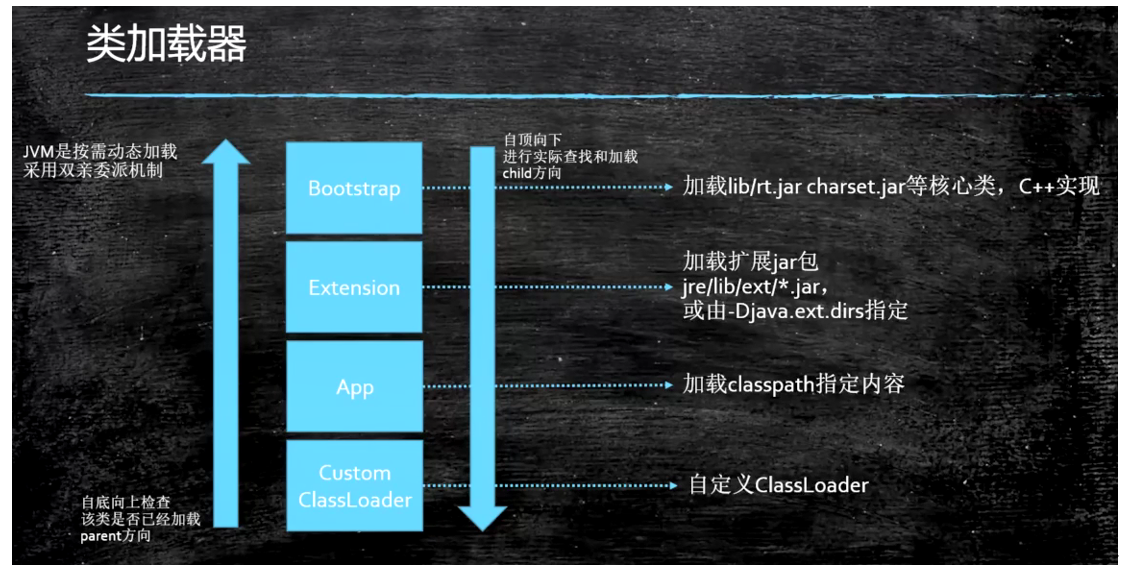 类加载器
JVM是按需动态加载
采用双亲委派机制
自顶向下
进行实际查找和加载
child方向
Bootstrap
加载lib/rt.jar charset.jar等核心类，C++实现
Extension
加载扩展jar包
jre/lib/ext/*.jar，
或由-Djava.ext.dirs指定
App
加载classpath指定内容
Custom
ClassLoader
自定义ClassLoader
自底向上检查
该类是否已经加载
parent方向